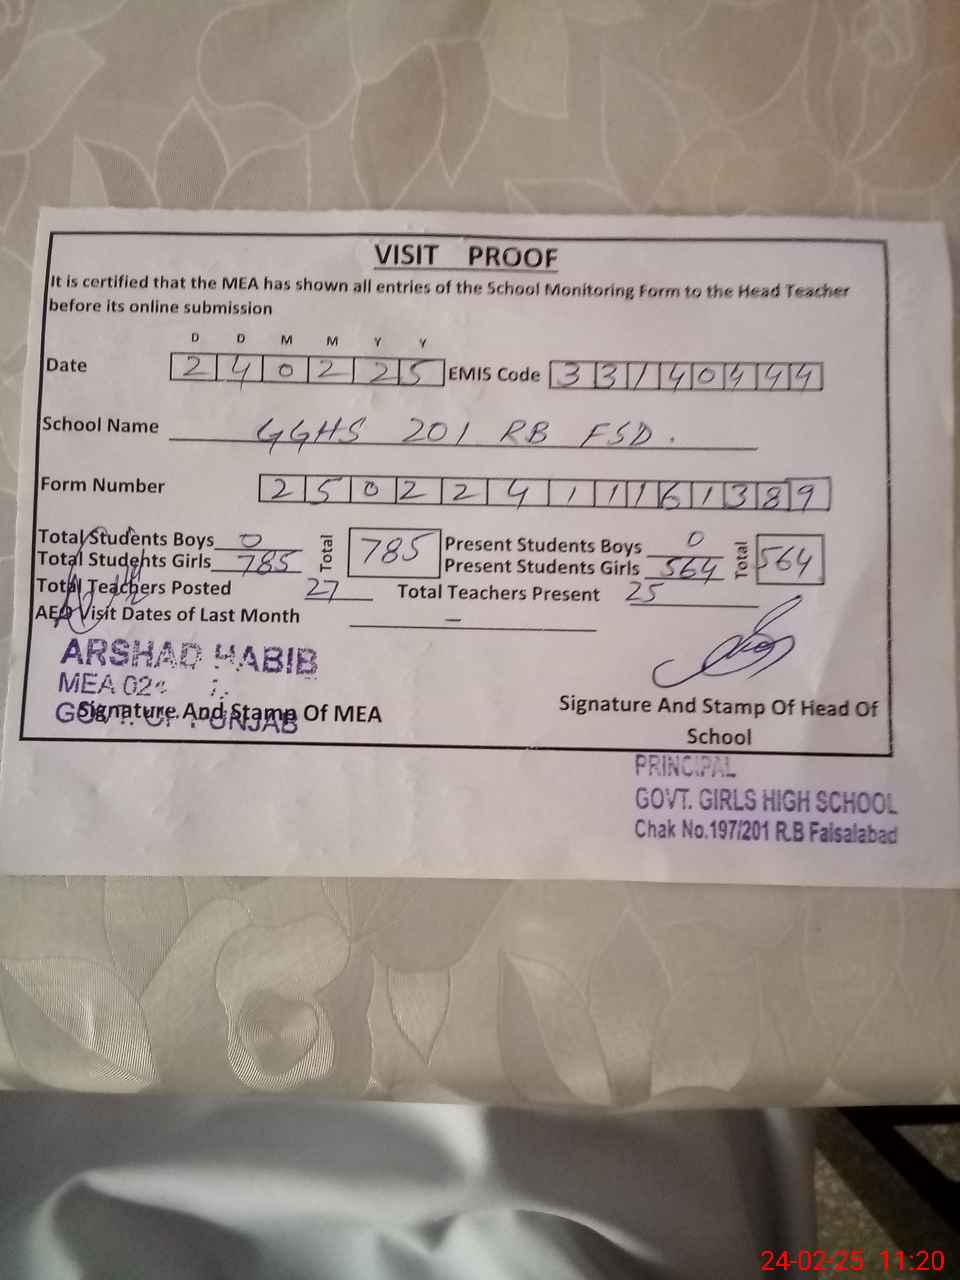 VISIT PROOF
It is certified that the MEA has shown all entries of the School Monitoring Form to the Head Teacher
before its online submission
D D M M Y Y
Date 2 4 0 2 2 5 EMIS Code 3 3 1 4 0 4 4 4
School Name GGHS 201 RB FSD.
Form Number 2 5 0 2 2 4 1 1 1 6 1 3 8 9
Total Students Boys 0 Total 785 Present Students Boys 0 Total 564
Total Students Girls 785 Present Students Girls 564
Total Teachers Posted 27 Total Teachers Present 25
AEO Visit Dates of Last Month –
ARSHAD HABIB
MEA
GOVT. OF PUNJAB
Signature And Stamp Of MEA
Signature And Stamp Of Head Of
School
PRINCIPAL
GOVT. GIRLS HIGH SCHOOL
Chak No.197/201 R.B Faisalabad
24-02-25 11:20